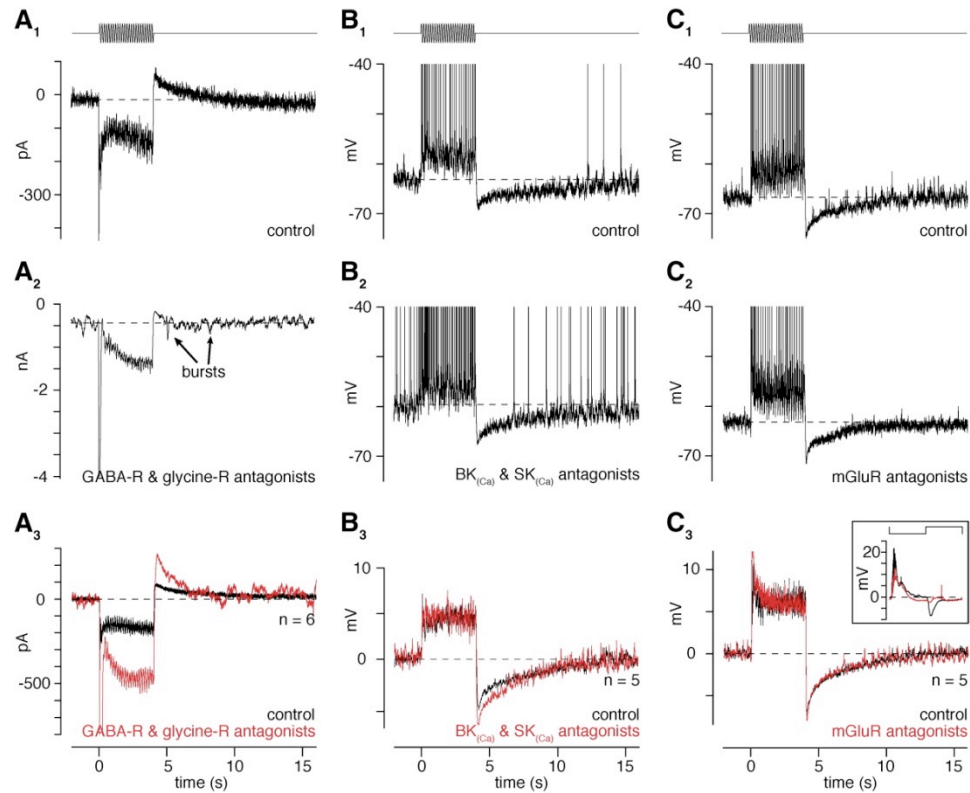 A1
B1
C1
0
-300
pA
control
-40
-70
mV
control
-40
-70
mV
control
A2
B2
C2
0
-2
-4
nA
bursts
GABA-R & glycine-R antagonists
-40
-70
mV
BK(Ca) & SK(Ca) antagonists
-40
-70
mV
mGluR antagonists
A3
B3
C3
0
-500
pA
n = 6
control
GABA-R & glycine-R antagonists
0 5 10 15
time (s)
10
0
mV
n = 5
control
BK(Ca) & SK(Ca) antagonists
0 5 10 15
time (s)
10
0
mV
20
0
mV
n = 5
control
mGluR antagonists
0 5 10 15
time (s)